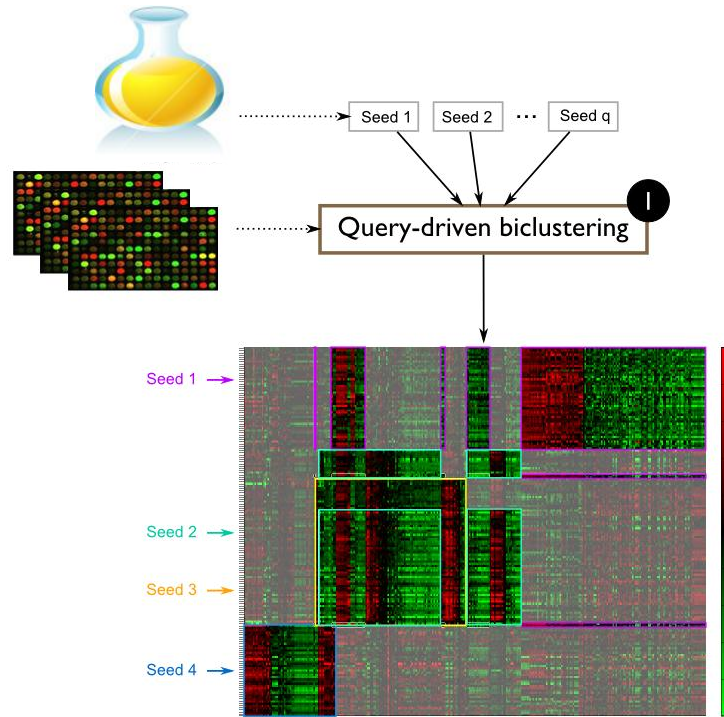 Seed 1
Seed 2
...
Seed q
I
Query-driven biclustering
Seed 1
Seed 2
Seed 3
Seed 4